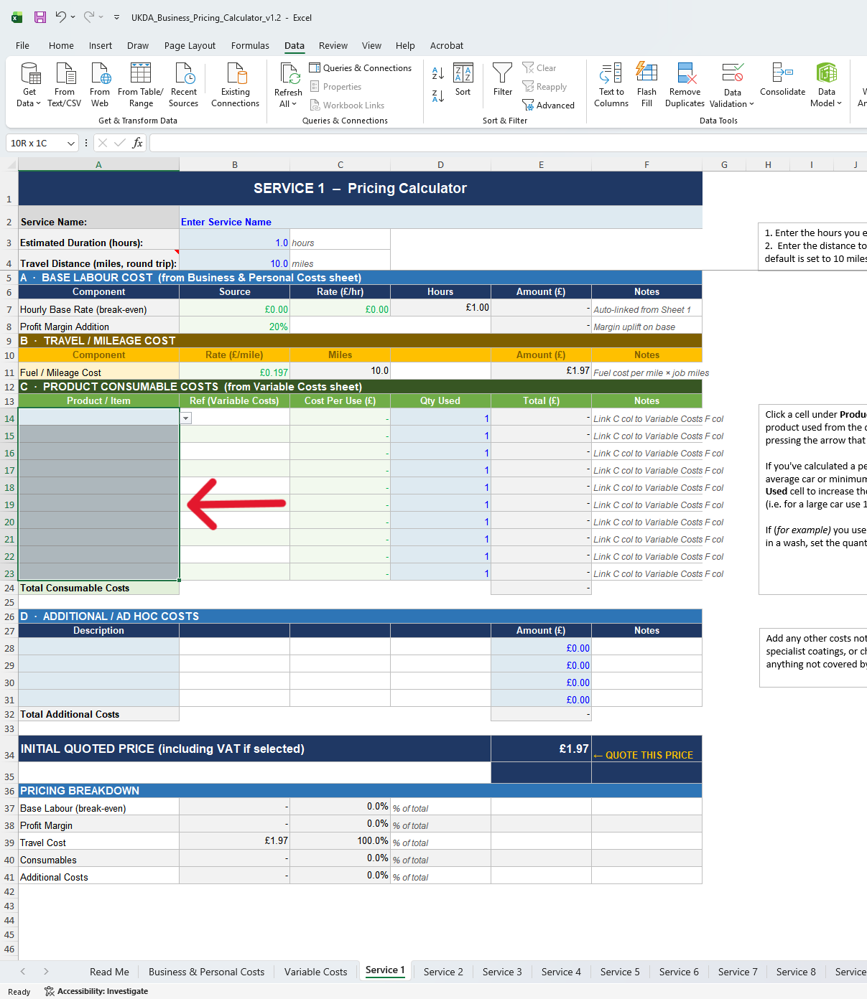 UKDA_Business_Pricing_Calculator_v1.2 - Excel
File Home Insert Draw Page Layout Formulas Data Review View Help Acrobat
Get Data
From Text/CSV
From Web
From Table/ Range
Recent Sources
Existing Connections
Get & Transform Data
Refresh All
Queries & Connections
Properties
Workbook Links
Queries & Connections
Sort
Filter
Clear
Reapply
Advanced
Sort & Filter
Text to Columns
Flash Fill
Remove Duplicates
Data Validation
Consolidate
Data Model
Data Tools
10R x 1C
fx
A B C D E F G H I J
1 SERVICE 1 – Pricing Calculator
2 Service Name: Enter Service Name
3 Estimated Duration (hours): 1.0 hours
4 Travel Distance (miles, round trip): 10.0 miles
5 A · BASE LABOUR COST (from Business & Personal Costs sheet)
6 Component Source Rate (£/hr) Hours Amount (£) Notes
7 Hourly Base Rate (break-even) £0.00 £0.00 £1.00 - Auto-linked from Sheet 1
8 Profit Margin Addition 20% - Margin uplift on base
9 B · TRAVEL / MILEAGE COST
10 Component Rate (£/mile) Miles Amount (£) Notes
11 Fuel / Mileage Cost £0.197 10.0 £1.97 Fuel cost per mile × job miles
12 C · PRODUCT CONSUMABLE COSTS (from Variable Costs sheet)
13 Product / Item Ref (Variable Costs) Cost Per Use (£) Qty Used Total (£) Notes
14 - 1 - Link C col to Variable Costs F col
15 - 1 - Link C col to Variable Costs F col
16 - 1 - Link C col to Variable Costs F col
17 - 1 - Link C col to Variable Costs F col
18 - 1 - Link C col to Variable Costs F col
19 - 1 - Link C col to Variable Costs F col
20 - 1 - Link C col to Variable Costs F col
21 - 1 - Link C col to Variable Costs F col
22 - 1 - Link C col to Variable Costs F col
23 - 1 - Link C col to Variable Costs F col
24 Total Consumable Costs -
25
26 D · ADDITIONAL / AD HOC COSTS
27 Description Amount (£) Notes
28 £0.00
29 £0.00
30 £0.00
31 £0.00
32 Total Additional Costs -
33
34 INITIAL QUOTED PRICE (including VAT if selected) £1.97 ← QUOTE THIS PRICE
35
36 PRICING BREAKDOWN
37 Base Labour (break-even) - 0.0% % of total
38 Profit Margin - 0.0% % of total
39 Travel Cost £1.97 100.0% % of total
40 Consumables - 0.0% % of total
41 Additional Costs - 0.0% % of total
42
43
44
45
46
1. Enter the hours you e
2. Enter the distance to
default is set to 10 miles
Click a cell under Produ
product used from the
pressing the arrow that
If you've calculated a pe
average car or minimum
Used cell to increase the
(i.e. for a large car use 1
If (for example) you use
in a wash, set the quant
Add any other costs not
specialist coatings, or ch
anything not covered by
Read Me Business & Personal Costs Variable Costs Service 1 Service 2 Service 3 Service 4 Service 5 Service 6 Service 7 Service 8 Service
Ready Accessibility: Investigate